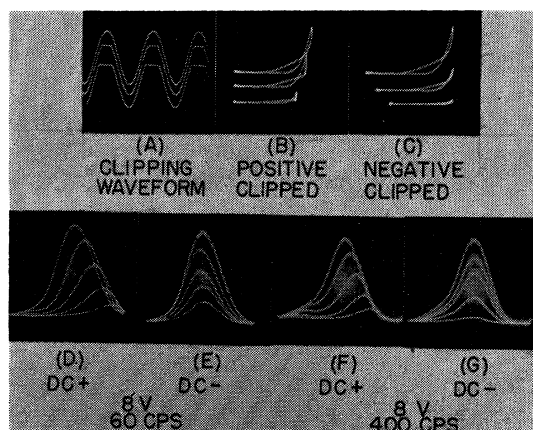 (A) (B) (C)
CLIPPING POSITIVE NEGATIVE
WAVEFORM CLIPPED CLIPPED
(D) (E) (F) (G)
DC+ DC- DC+ DC-
8 V 8 V
60 CPS 400 CPS